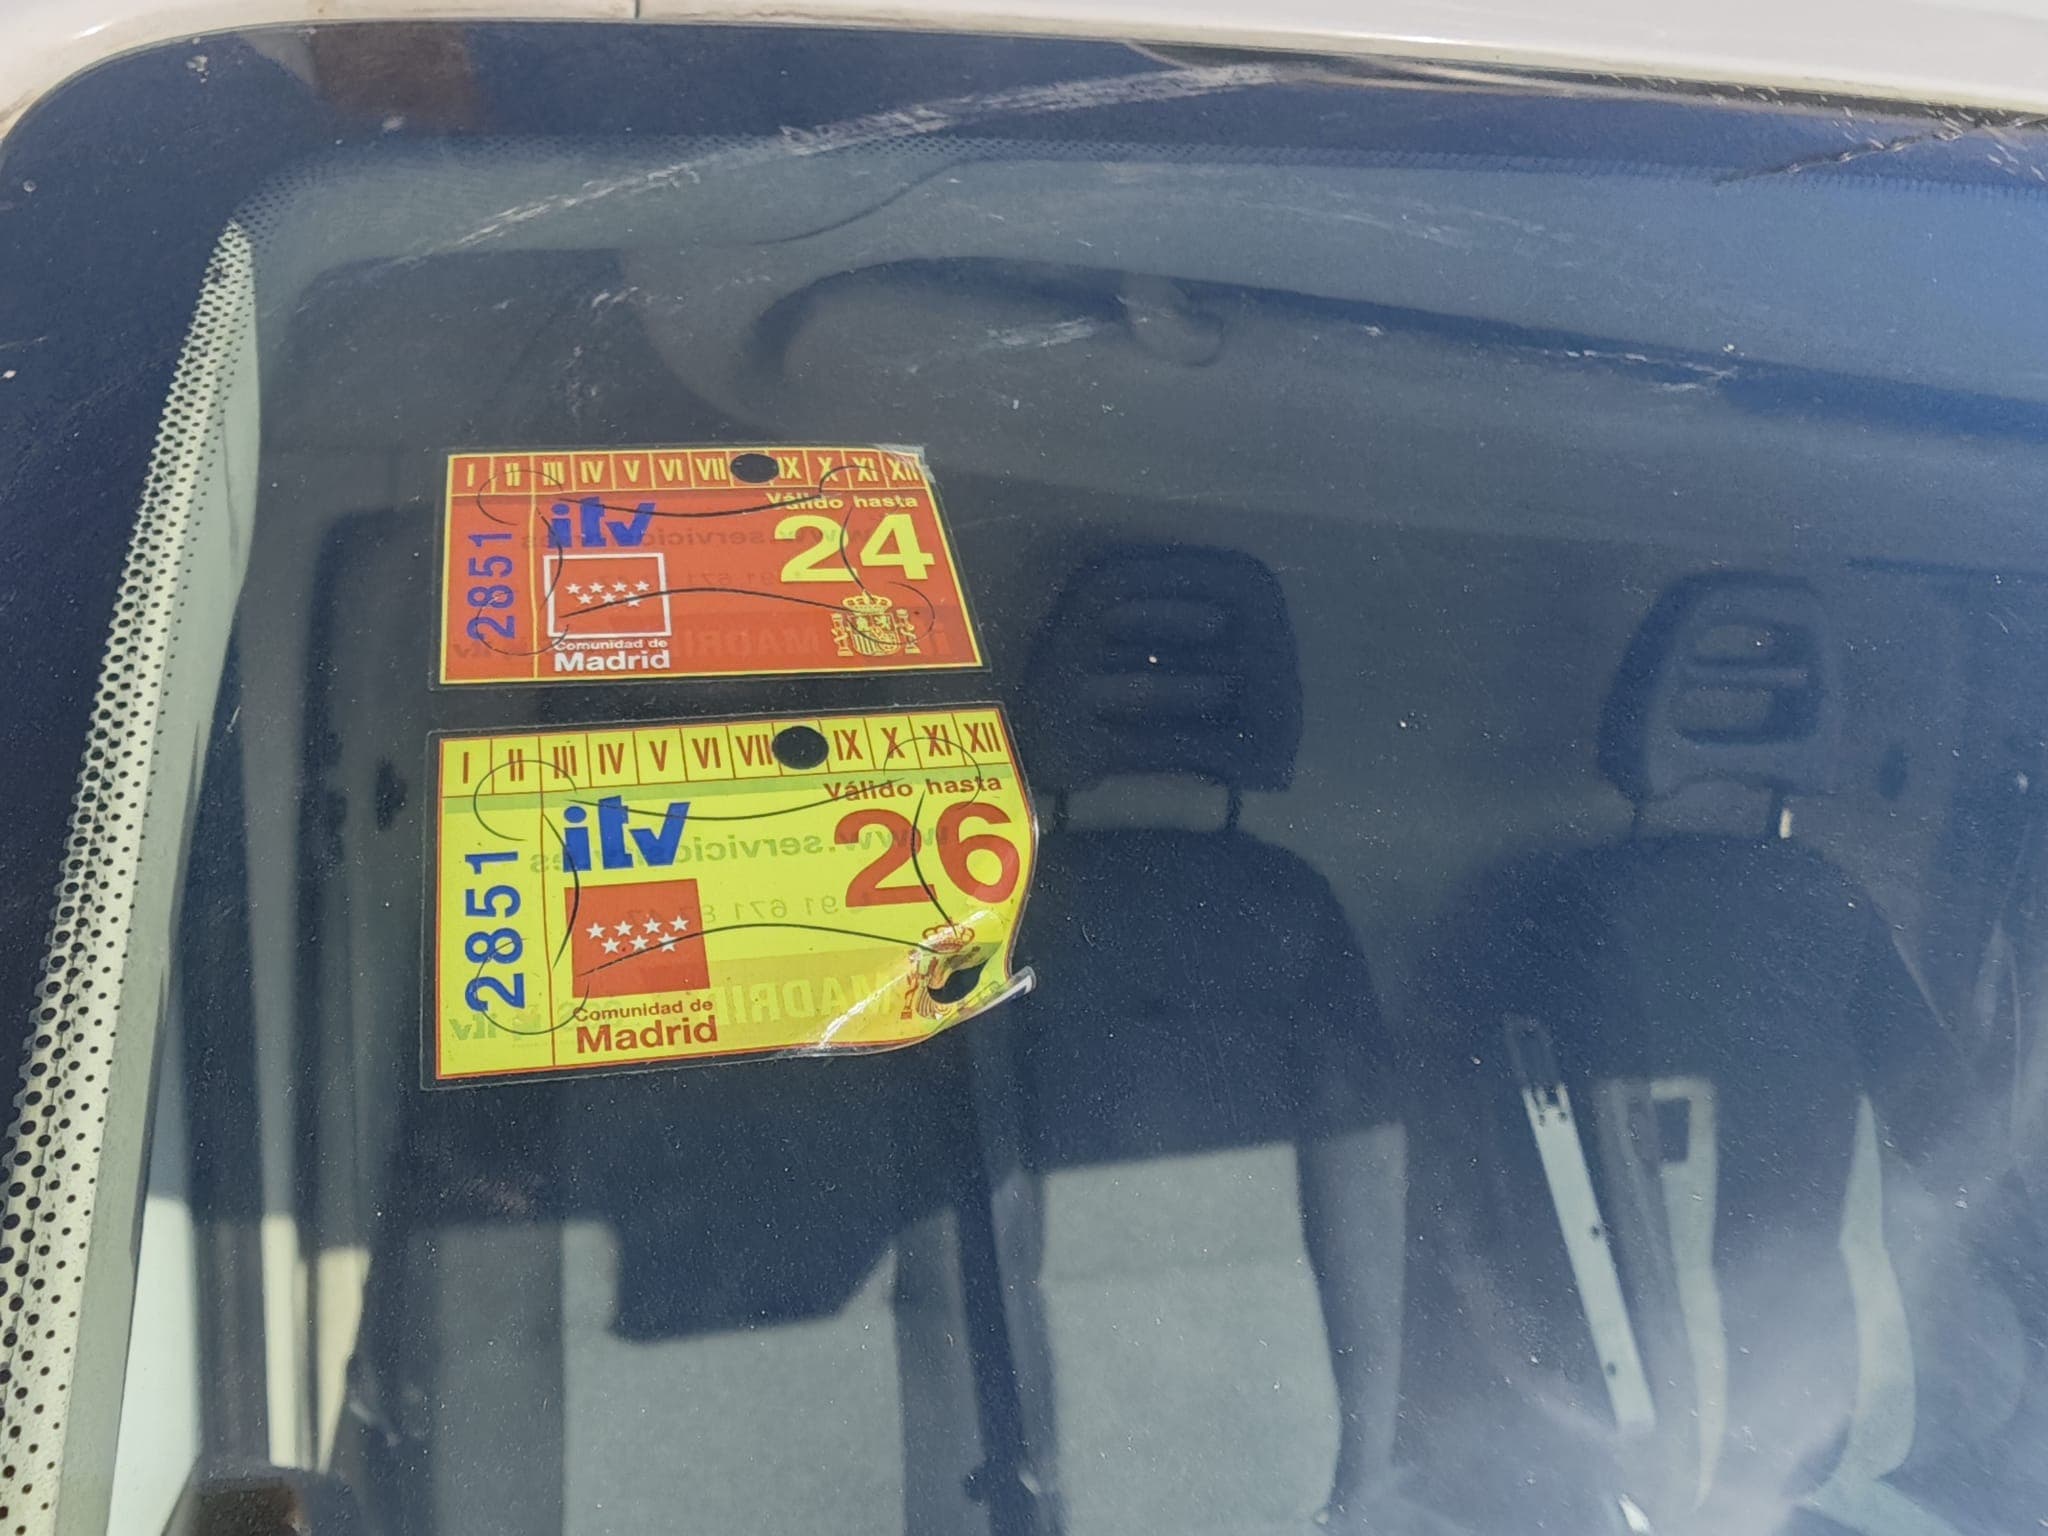 I II III IV V VI VII IX X XI XII
Válido hasta
24
itv
2851
Comunidad de
Madrid
I II III IV V VI VII IX X XI XII
Válido hasta
26
itv
2851
Comunidad de
Madrid